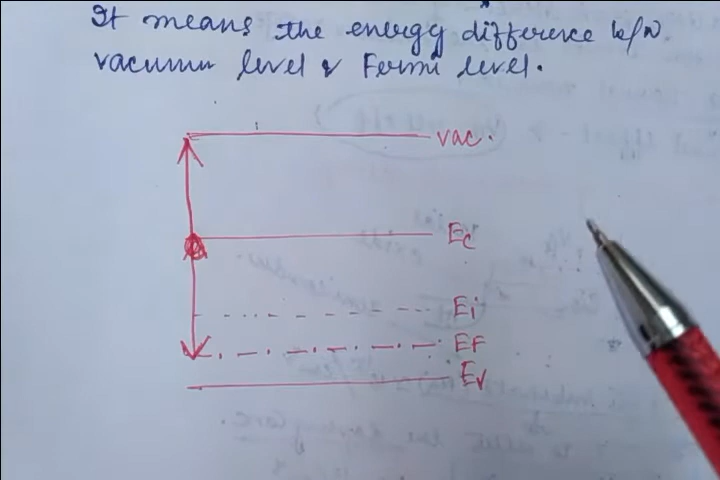 It means the energy difference b/w
vacuum level & Fermi level.
vac.
Ec
Ei
EF
Ev